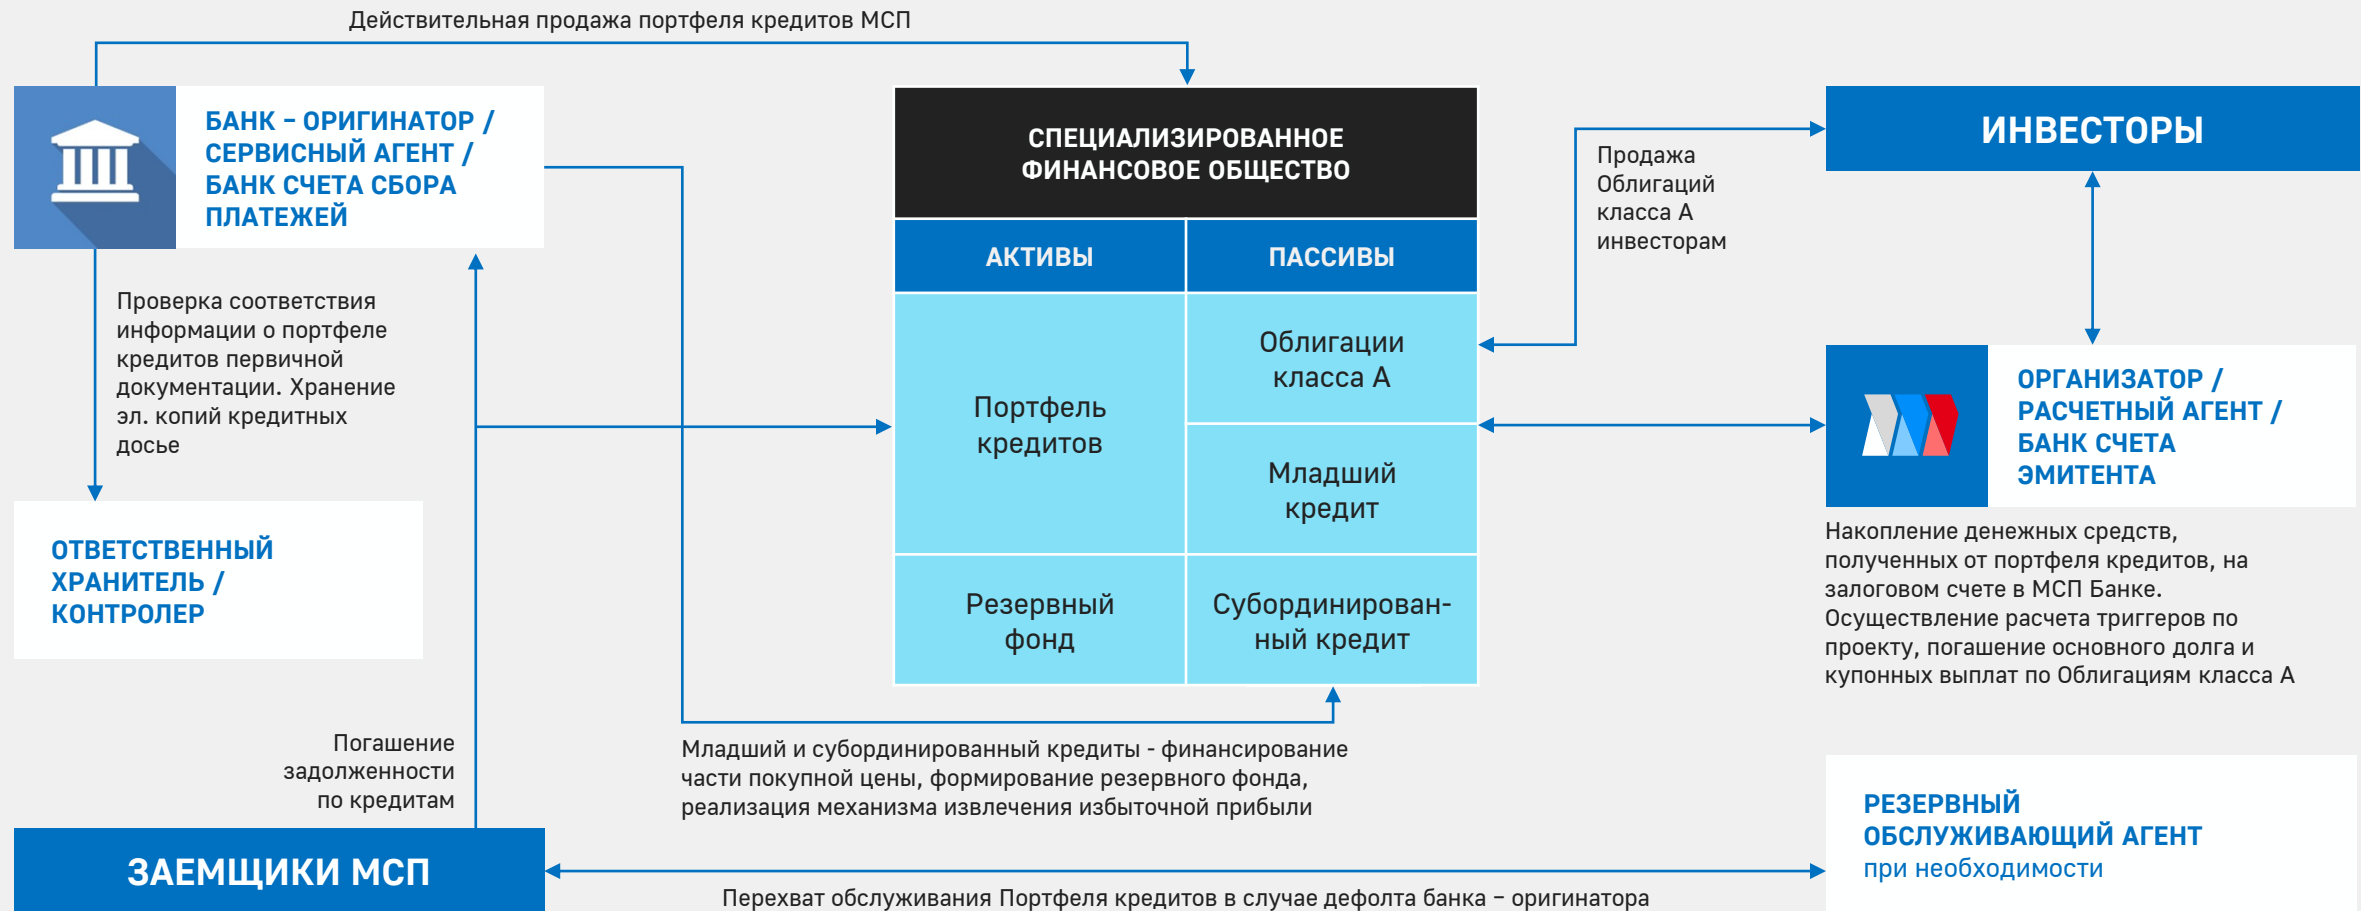 Действительная продажа портфеля кредитов МСП
БАНК – ОРИГИНАТОР /
СЕРВИСНЫЙ АГЕНТ /
БАНК СЧЕТА СБОРА
ПЛАТЕЖЕЙ
Проверка соответствия
информации о портфеле
кредитов первичной
документации. Хранение
эл. копий кредитных
досье
ОТВЕТСТВЕННЫЙ
ХРАНИТЕЛЬ /
КОНТРОЛЕР
Погашение
задолженности
по кредитам
ЗАЕМЩИКИ МСП
СПЕЦИАЛИЗИРОВАННОЕ
ФИНАНСОВОЕ ОБЩЕСТВО
АКТИВЫ
ПАССИВЫ
Портфель
кредитов
Облигации
класса А
Младший
кредит
Резервный
фонд
Субординирован-
ный кредит
Младший и субординированный кредиты - финансирование
части покупной цены, формирование резервного фонда,
реализация механизма извлечения избыточной прибыли
Продажа
Облигаций
класса А
инвесторам
ИНВЕСТОРЫ
ОРГАНИЗАТОР /
РАСЧЕТНЫЙ АГЕНТ /
БАНК СЧЕТА
ЭМИТЕНТА
Накопление денежных средств,
полученных от портфеля кредитов, на
залоговом счете в МСП Банке.
Осуществление расчета триггеров по
проекту, погашение основного долга и
купонных выплат по Облигациям класса А
РЕЗЕРВНЫЙ
ОБСЛУЖИВАЮЩИЙ АГЕНТ
при необходимости
Перехват обслуживания Портфеля кредитов в случае дефолта банка – оригинатора